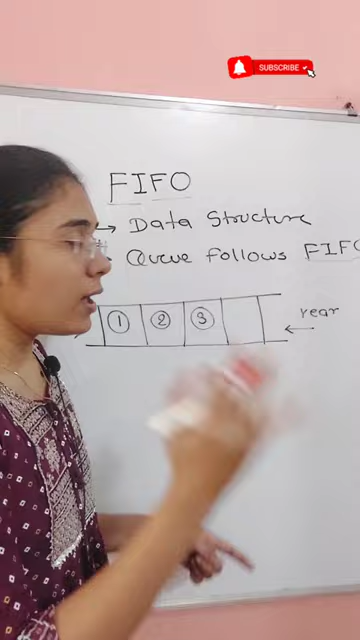 SUBSCRIBE
FIFO
→ Data Structure
Queue follows FIFO
1 2 3
rear
←